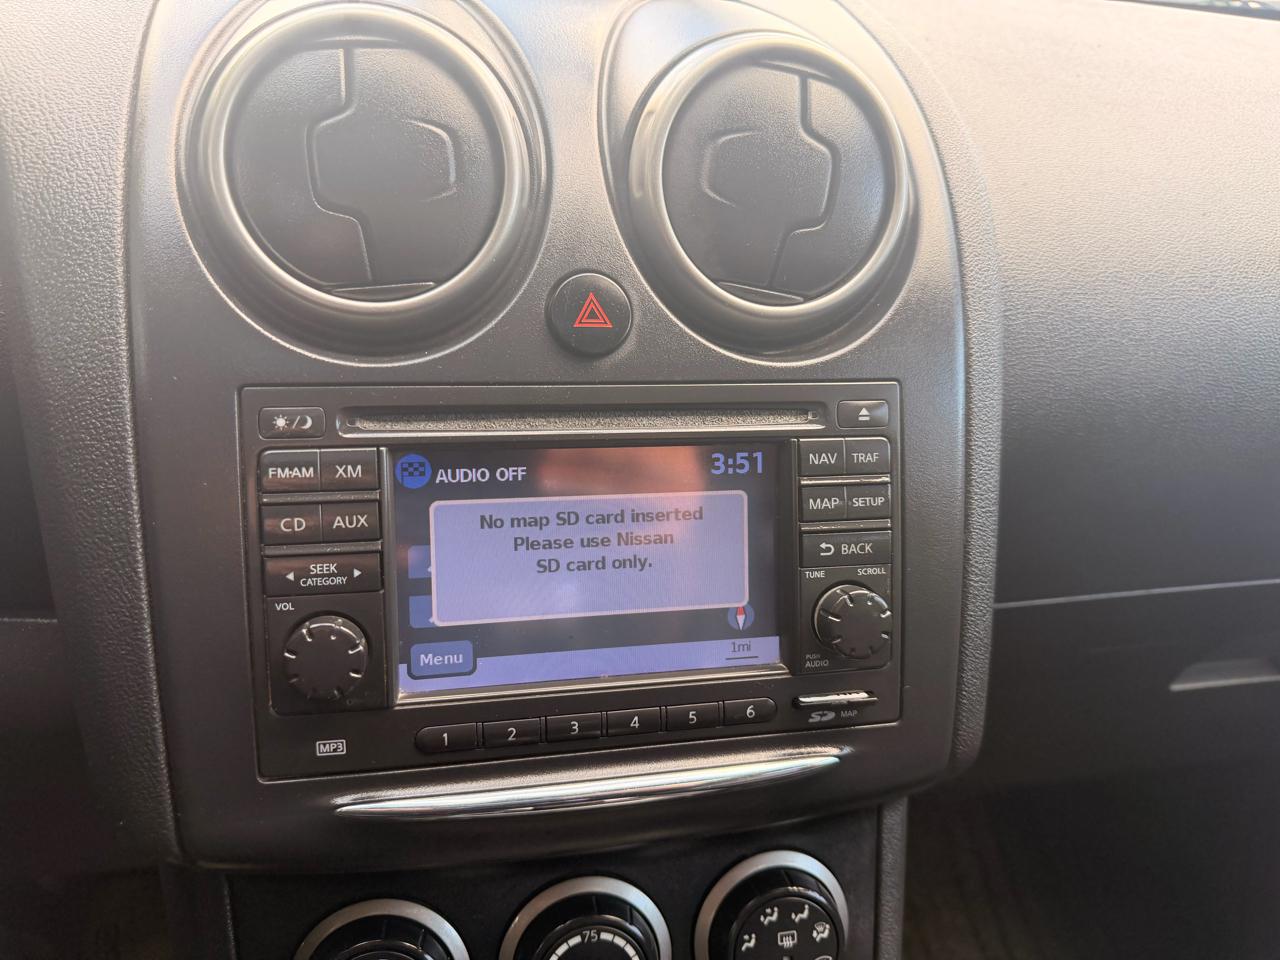 FM·AM
XM
CD
AUX
SEEK
CATEGORY
VOL
AUDIO OFF
3:51
No map SD card inserted
Please use Nissan
SD card only.
Menu
1mi
NAV
TRAF
MAP
SETUP
BACK
TUNE
SCROLL
PUSH
AUDIO
1
2
3
4
5
6
SD
MAP
MP3
75